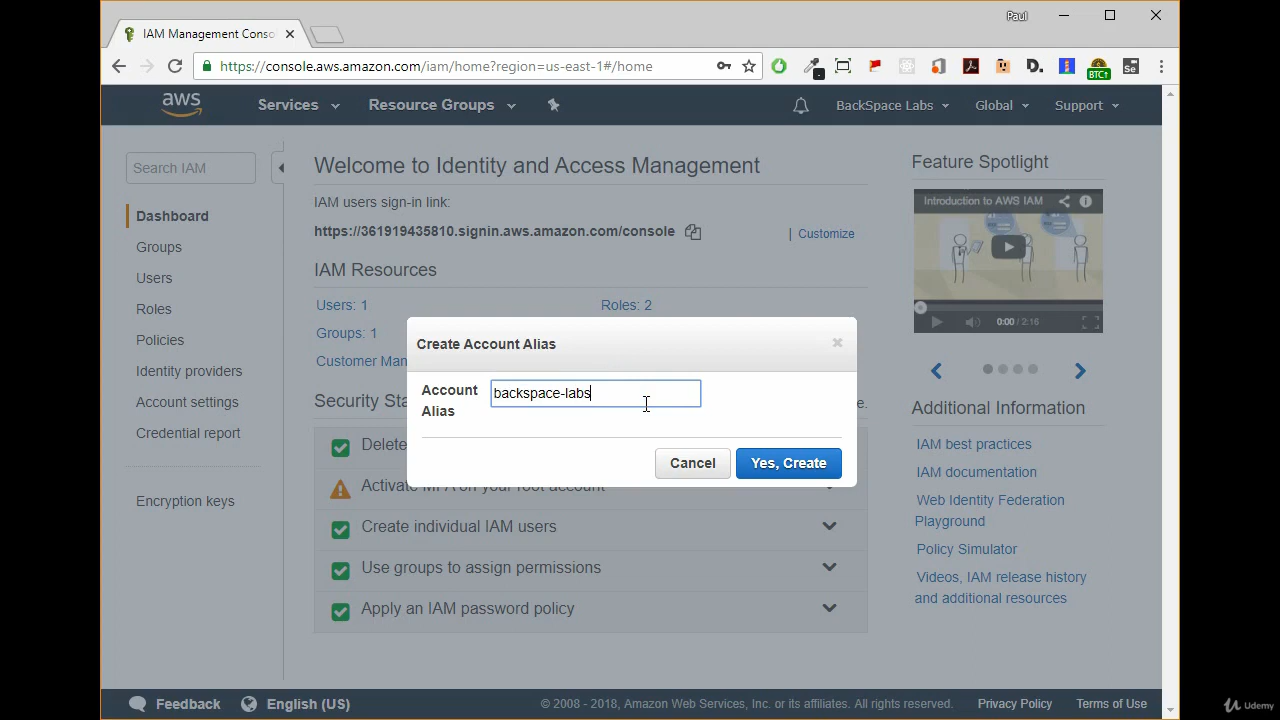 Paul
IAM Management Conso
https://console.aws.amazon.com/iam/home?region=us-east-1#/home
BTC↑
Se
aws
Services
Resource Groups
BackSpace Labs
Global
Support
Search IAM
Dashboard
Groups
Users
Roles
Policies
Identity providers
Account settings
Credential report
Encryption keys
Welcome to Identity and Access Management
IAM users sign-in link:
https://361919435810.signin.aws.amazon.com/console
| Customize
IAM Resources
Users: 1
Roles: 2
Groups: 1
Customer Man
Security Sta
e.
Create Account Alias
Account
Alias
backspace-labs
Cancel
Yes, Create
Delete
Activate MFA on your root account
Create individual IAM users
Use groups to assign permissions
Apply an IAM password policy
Feature Spotlight
Introduction to AWS IAM
0:00 / 2:16
Additional Information
IAM best practices
IAM documentation
Web Identity Federation
Playground
Policy Simulator
Videos, IAM release history
and additional resources
Feedback
English (US)
© 2008 - 2018, Amazon Web Services, Inc. or its affiliates. All rights reserved.
Privacy Policy
Terms of Use
Udemy